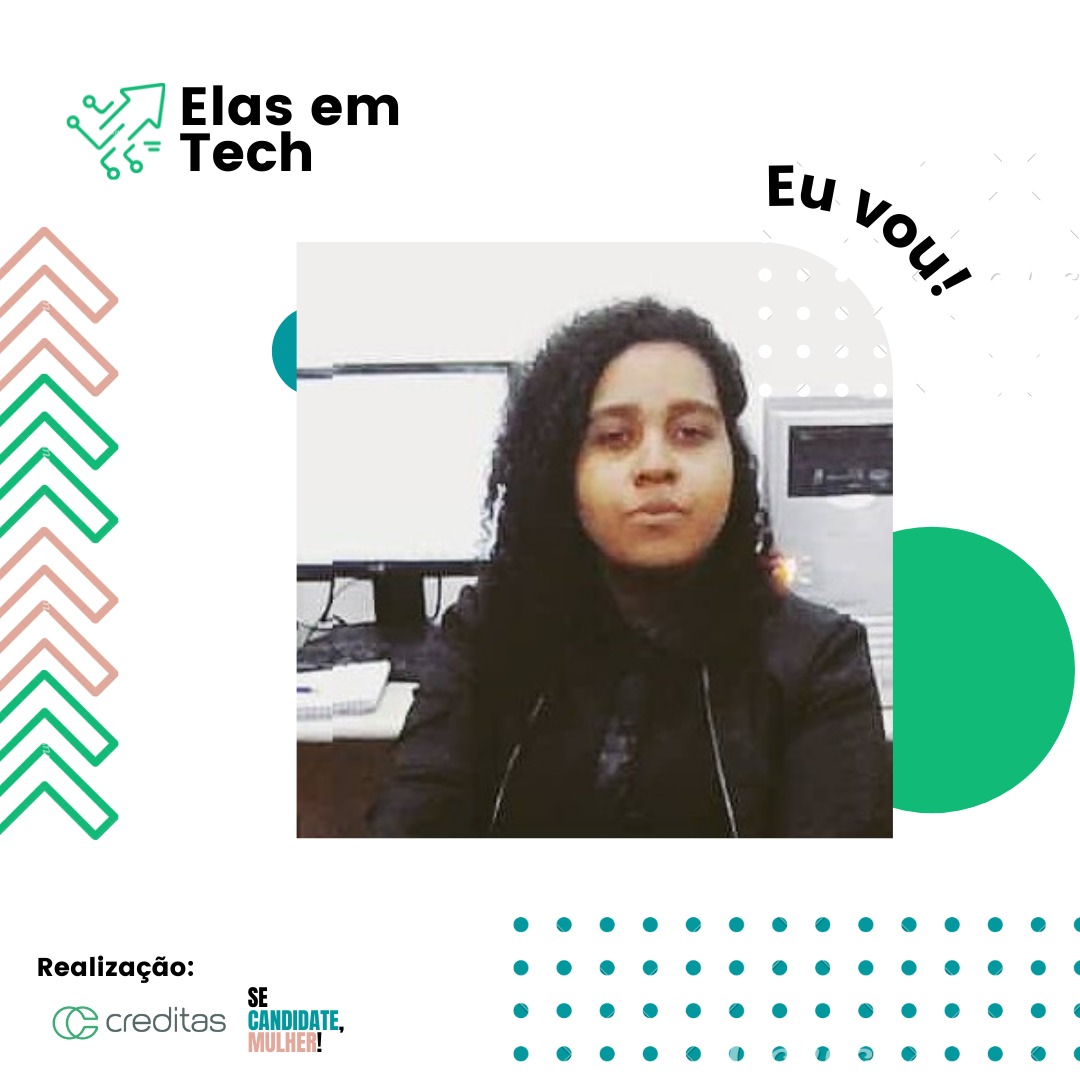 Elas em
Tech
Eu vou!
Realização:
creditas
SE
CANDIDATE,
MULHER!